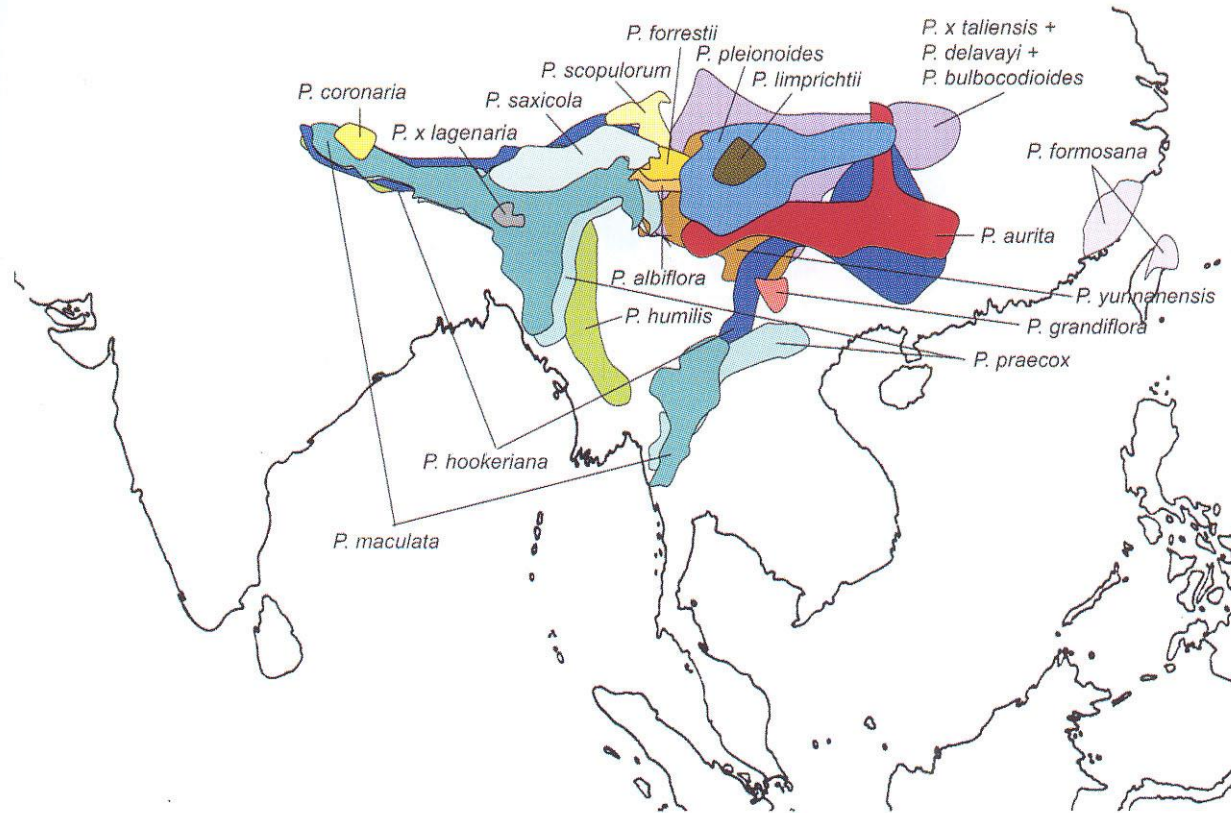 P. forrestii
P. x taliensis +
P. delavayi +
P. bulbocodioides
P. pleionoides
P. scopulorum
P. limprichtii
P. coronaria
P. saxicola
P. x lagenaria
P. formosana
P. aurita
P. albiflora
P. yunnanensis
P. humilis
P. grandiflora
P. praecox
P. hookeriana
P. maculata